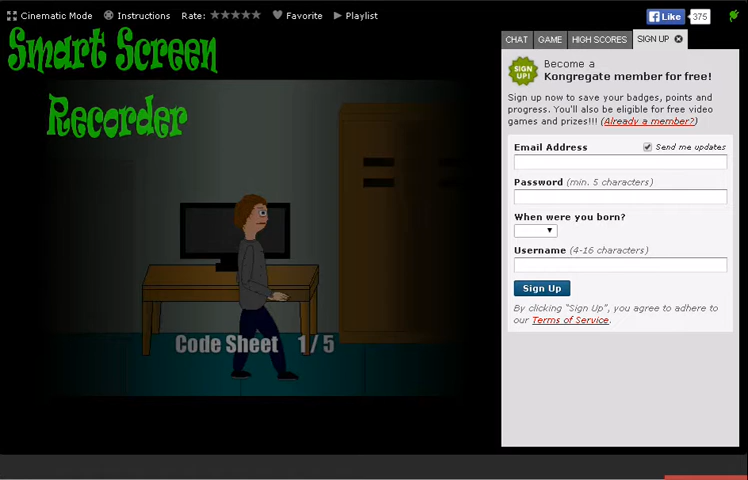 Cinematic Mode Instructions Rate: Favorite Playlist
Like 375
Smart Screen
Recorder
Code Sheet 1 / 5
CHAT GAME HIGH SCORES SIGN UP
SIGN UP!
Become a
Kongregate member for free!
Sign up now to save your badges, points and
progress. You'll also be eligible for free video
games and prizes!!! (Already a member?)
Email Address Send me updates
Password (min. 5 characters)
When were you born?
Username (4-16 characters)
Sign Up
By clicking "Sign Up", you agree to adhere to
our Terms of Service.